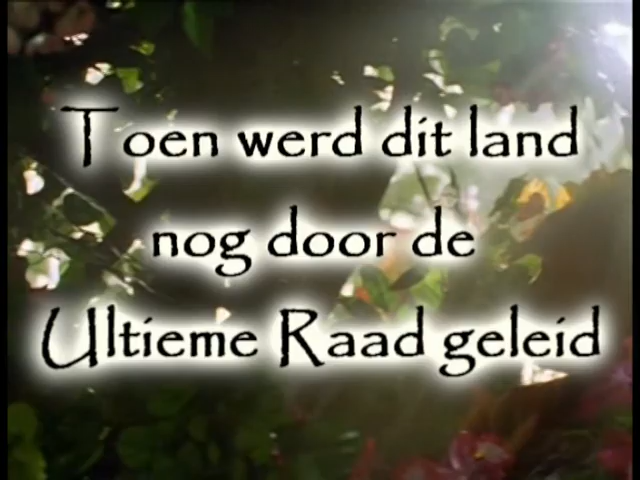 Toen werd dit land
nog door de
Ultieme Raad geleid